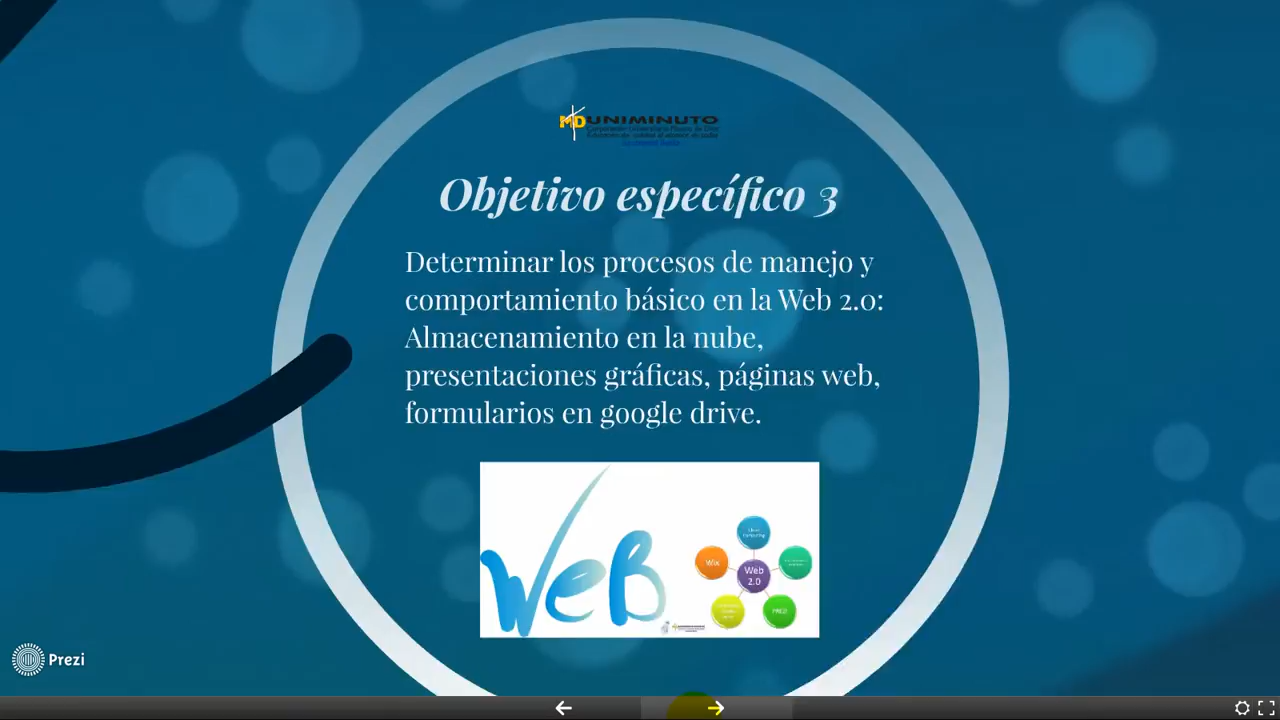 UNIMINUTO
Objetivo específico 3
Determinar los procesos de manejo y
comportamiento básico en la Web 2.0:
Almacenamiento en la nube,
presentaciones gráficas, páginas web,
formularios en google drive.
Web
Wix
Web
2.0
PREZI
Prezi